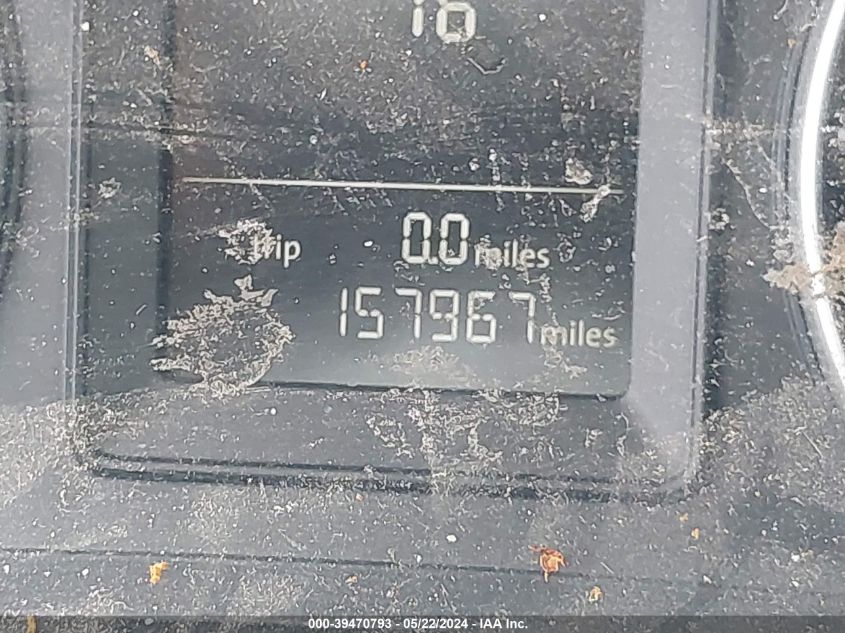 16
trip 0.0 miles
157967 miles
000-39470793 - 05/22/2024 - IAA Inc.